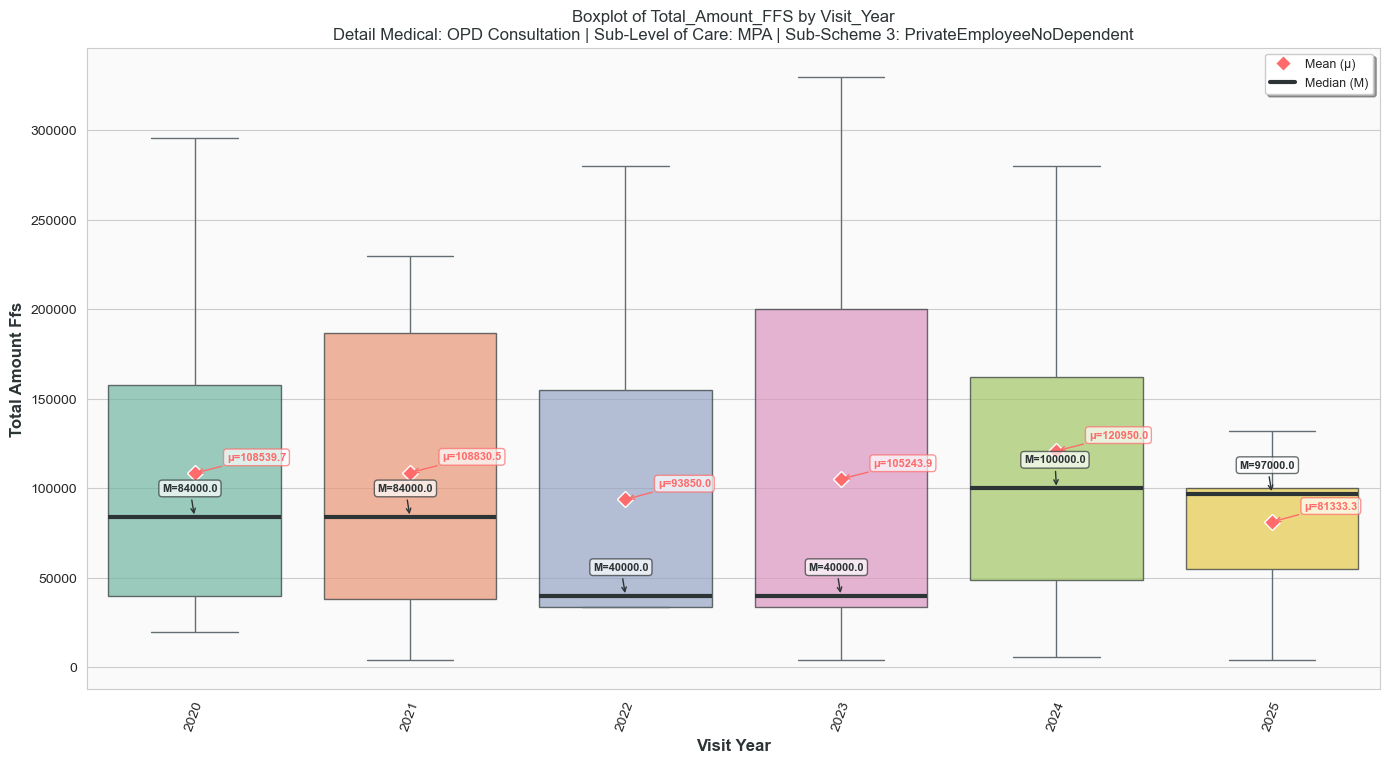 Boxplot of Total_Amount_FFS by Visit_Year
Detail Medical: OPD Consultation | Sub-Level of Care: MPA | Sub-Scheme 3: PrivateEmployeeNoDependent
Mean (μ)
Median (M)
Total Amount Ffs
300000
250000
200000
150000
100000
50000
0
μ=108539.7
M=84000.0
μ=108830.5
M=84000.0
μ=93850.0
M=40000.0
μ=105243.9
M=40000.0
μ=120950.0
M=100000.0
M=97000.0
μ=81333.3
2020
2021
2022
2023
2024
2025
Visit Year